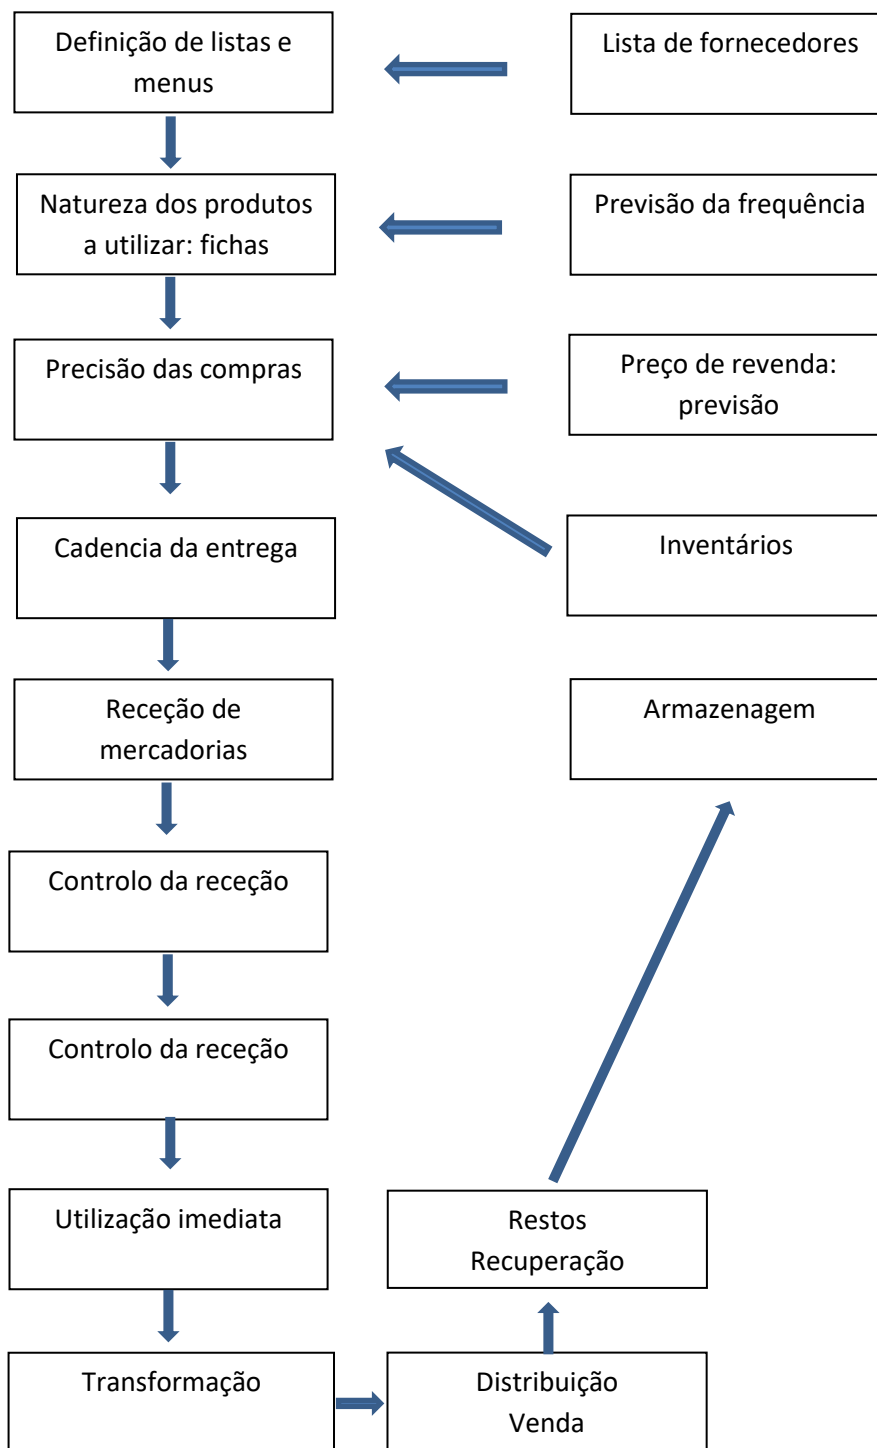 Definição de listas e
menus
Lista de fornecedores
Natureza dos produtos
a utilizar: fichas
Previsão da frequência
Precisão das compras
Preço de revenda:
previsão
Cadencia da entrega
Inventários
Receção de
mercadorias
Armazenagem
Controlo da receção
Controlo da receção
Utilização imediata
Restos
Recuperação
Transformação
Distribuição
Venda